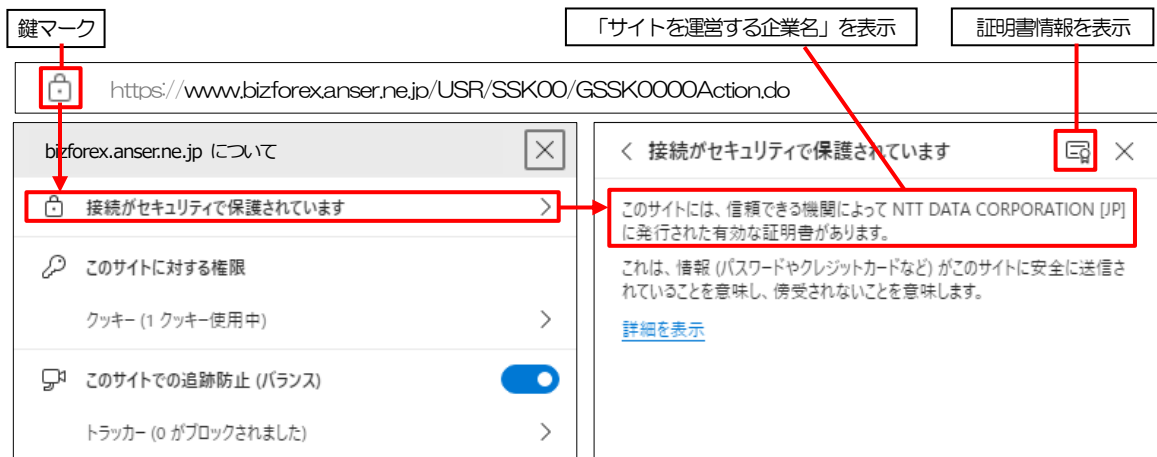 鍵マーク
「サイトを運営する企業名」を表示
証明書情報を表示
https://www.bizforex.anser.ne.jp/USR/SSK00/GSSK0000Action.do
bizforex.anser.ne.jp について
接続がセキュリティで保護されています
このサイトに対する権限
クッキー (1 クッキー使用中)
このサイトでの追跡防止 (バランス)
トラッカー (0 がブロックされました)
接続がセキュリティで保護されています
このサイトには、信頼できる機関によって NTT DATA CORPORATION [JP]
に発行された有効な証明書があります。
これは、情報 (パスワードやクレジットカードなど) がこのサイトに安全に送信さ
れていることを意味し、傍受されないことを意味します。
詳細を表示